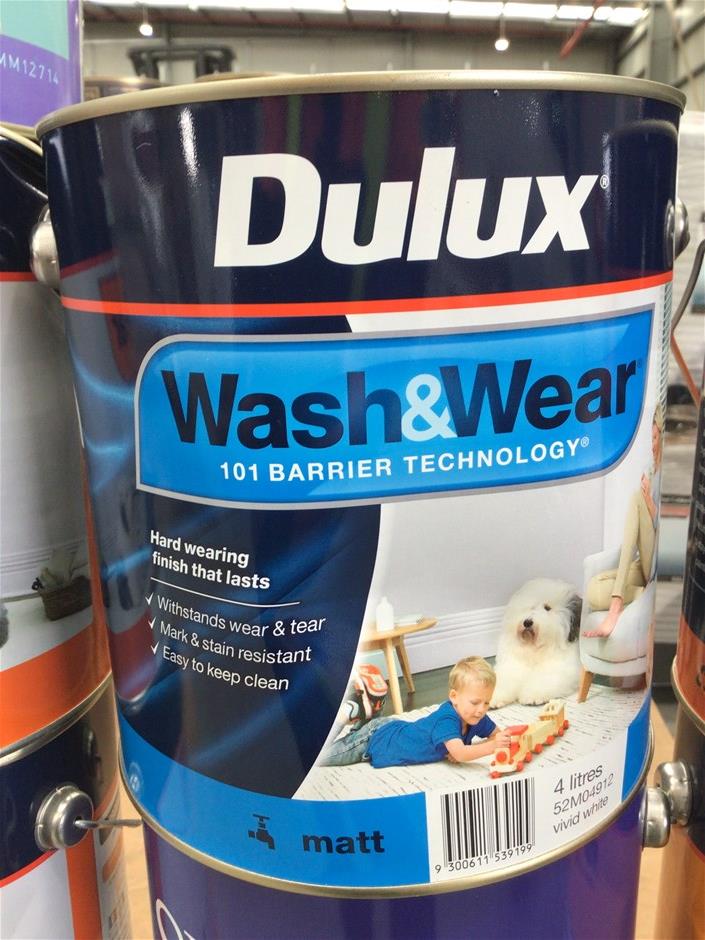 MM12714
Dulux®
Wash&Wear
101 BARRIER TECHNOLOGY®
Hard wearing
finish that lasts
✓ Withstands wear & tear
✓ Mark & stain resistant
✓ Easy to keep clean
matt
4 litres
52M04912
vivid white
9 300611 539199